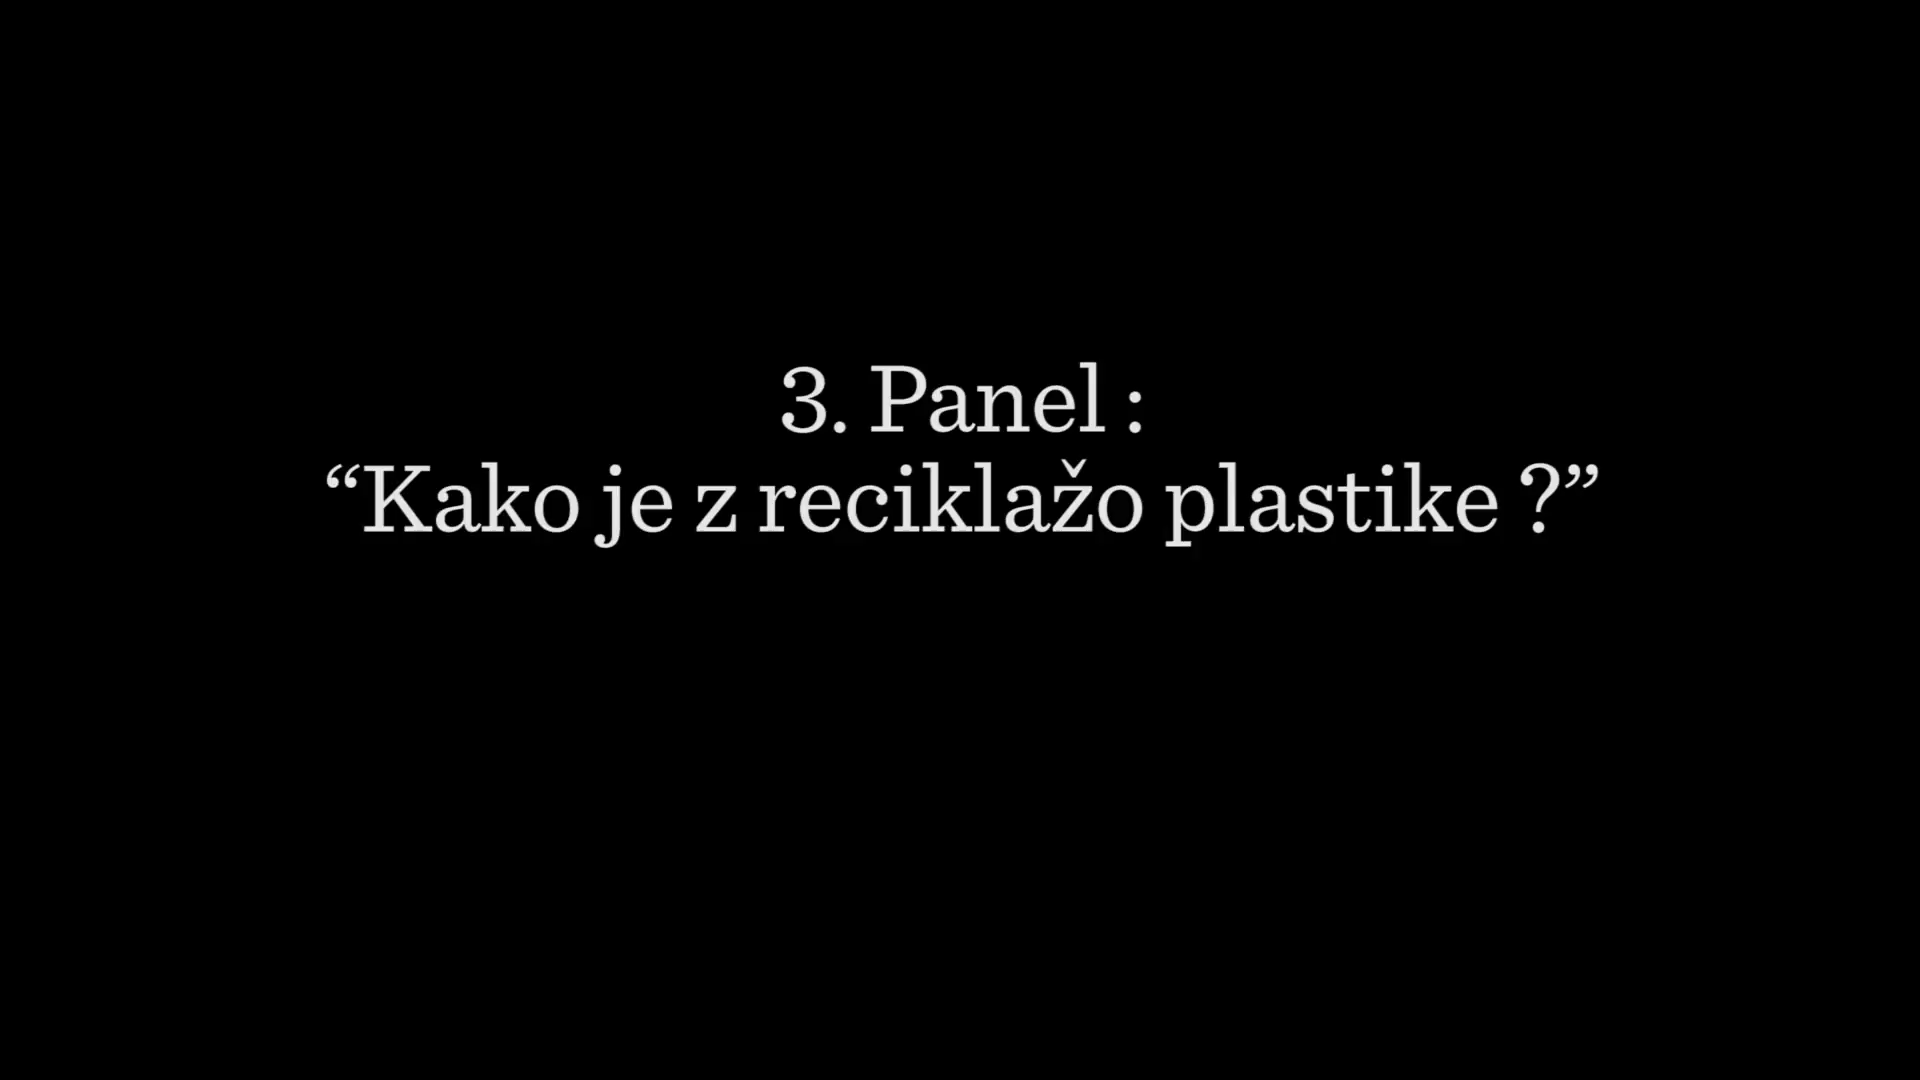 3. Panel :
“Kako je z reciklažo plastike ?”